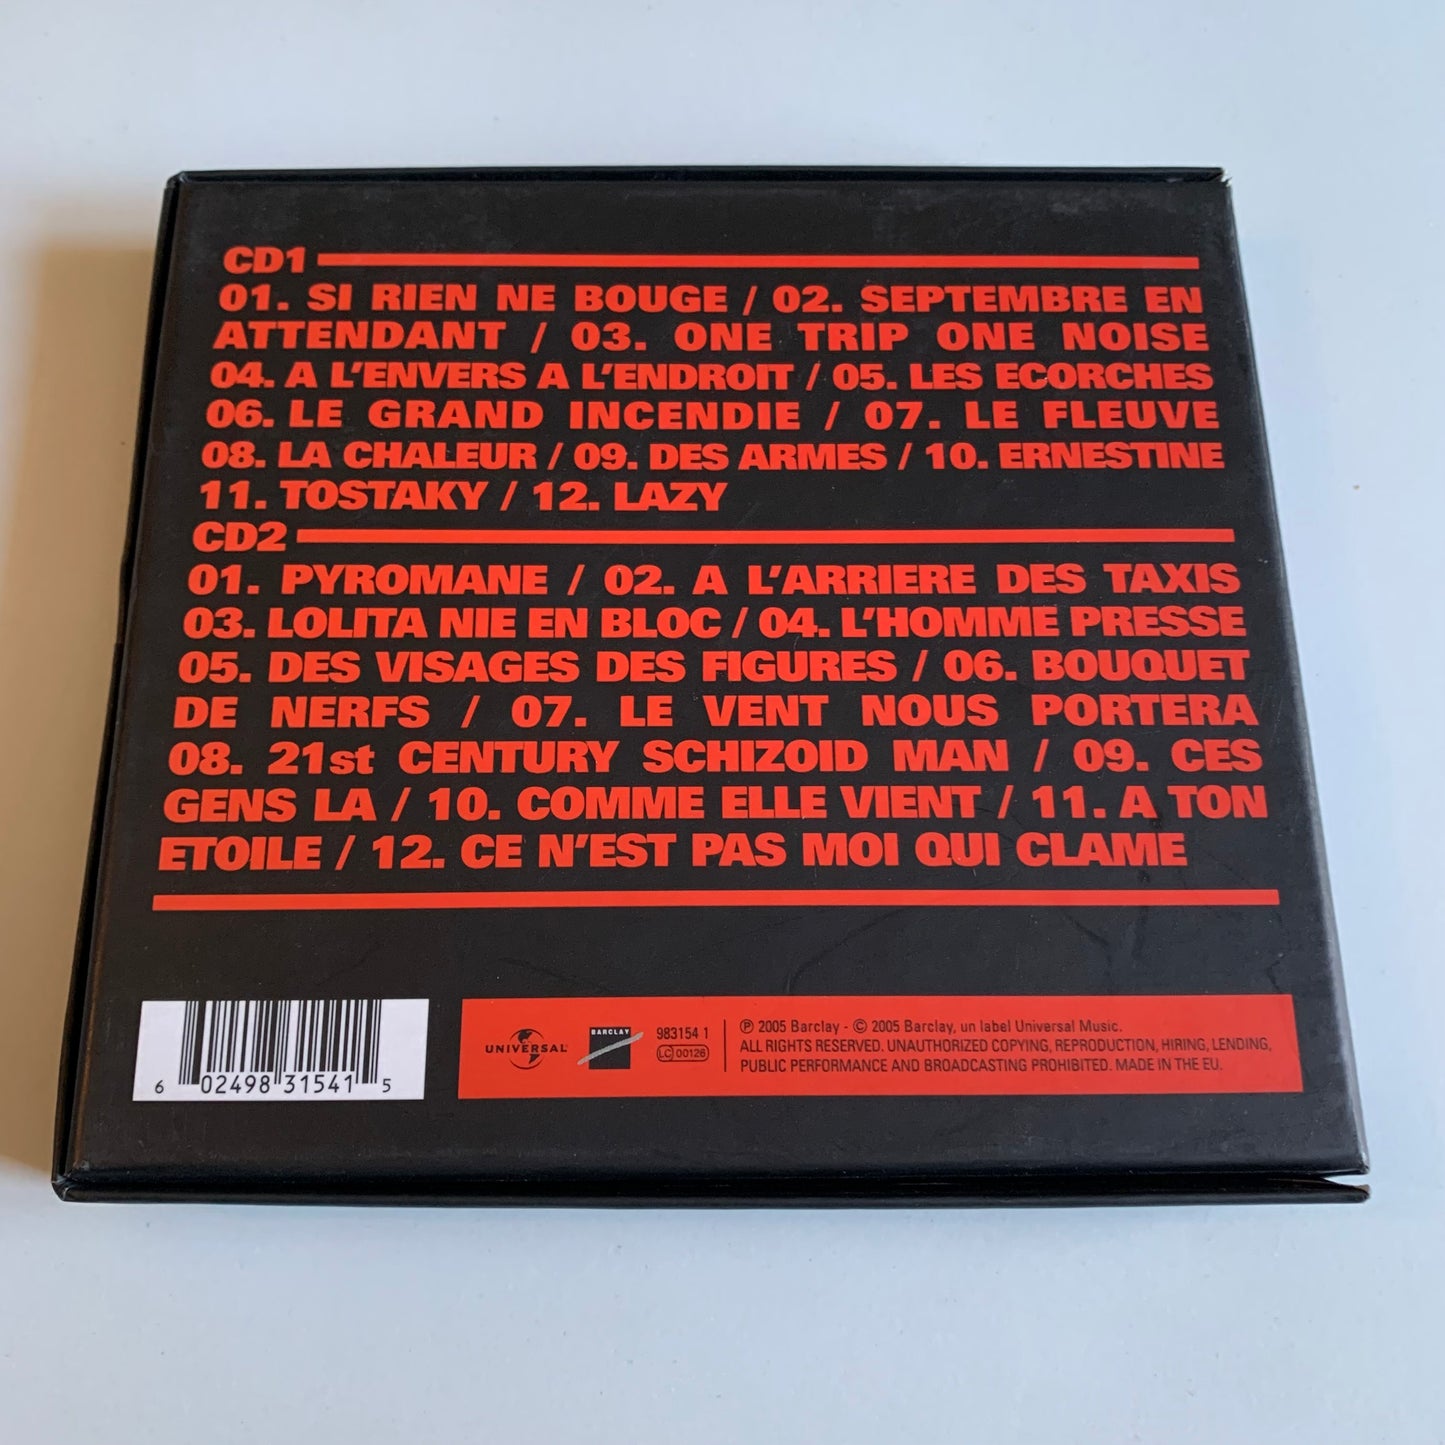 CD1
01. SI RIEN NE BOUGE / 02. SEPTEMBRE EN
ATTENDANT / 03. ONE TRIP ONE NOISE
04. A L'ENVERS A L'ENDROIT / 05. LES ECORCHES
06. LE GRAND INCENDIE / 07. LE FLEUVE
08. LA CHALEUR / 09. DES ARMES / 10. ERNESTINE
11. TOSTAKY / 12. LAZY
CD2
01. PYROMANE / 02. A L'ARRIERE DES TAXIS
03. LOLITA NIE EN BLOC / 04. L'HOMME PRESSE
05. DES VISAGES DES FIGURES / 06. BOUQUET
DE NERFS / 07. LE VENT NOUS PORTERA
08. 21st CENTURY SCHIZOID MAN / 09. CES
GENS LA / 10. COMME ELLE VIENT / 11. A TON
ETOILE / 12. CE N'EST PAS MOI QUI CLAME
6 02498 31541 5
UNIVERSAL
BARCLAY
983154 1
LC 00126
℗ 2005 Barclay - © 2005 Barclay, un label Universal Music.
ALL RIGHTS RESERVED. UNAUTHORIZED COPYING, REPRODUCTION, HIRING, LENDING,
PUBLIC PERFORMANCE AND BROADCASTING PROHIBITED. MADE IN THE EU.